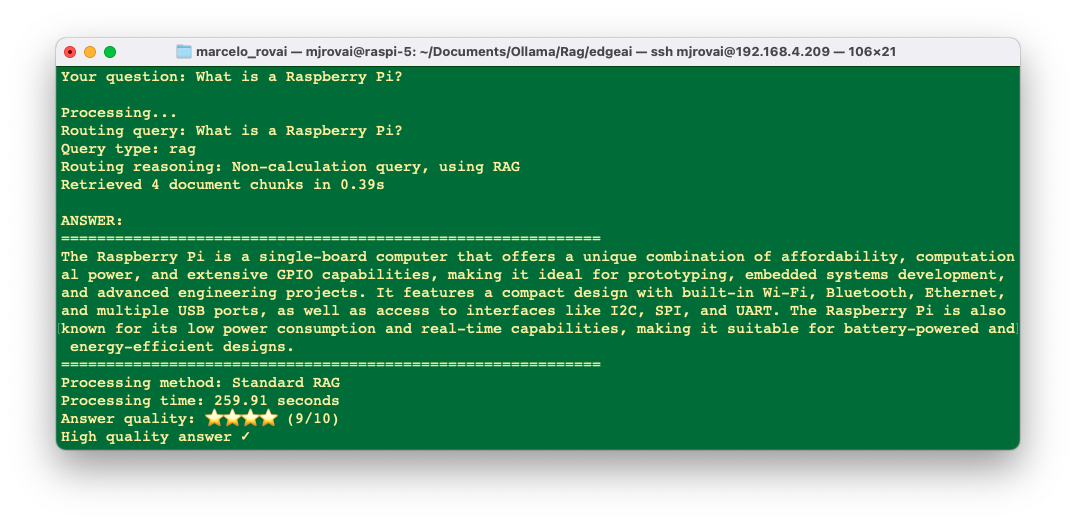 marcelo_rovai — mjrovai@raspi-5: ~/Documents/Ollama/Rag/edgeai — ssh mjrovai@192.168.4.209 — 106×21
Your question: What is a Raspberry Pi?
Processing...
Routing query: What is a Raspberry Pi?
Query type: rag
Routing reasoning: Non-calculation query, using RAG
Retrieved 4 document chunks in 0.39s
ANSWER:
============================================================
The Raspberry Pi is a single-board computer that offers a unique combination of affordability, computation
al power, and extensive GPIO capabilities, making it ideal for prototyping, embedded systems development,
and advanced engineering projects. It features a compact design with built-in Wi-Fi, Bluetooth, Ethernet,
and multiple USB ports, as well as access to interfaces like I2C, SPI, and UART. The Raspberry Pi is also
known for its low power consumption and real-time capabilities, making it suitable for battery-powered and
energy-efficient designs.
============================================================
Processing method: Standard RAG
Processing time: 259.91 seconds
Answer quality: ⭐⭐⭐⭐ (9/10)
High quality answer ✓